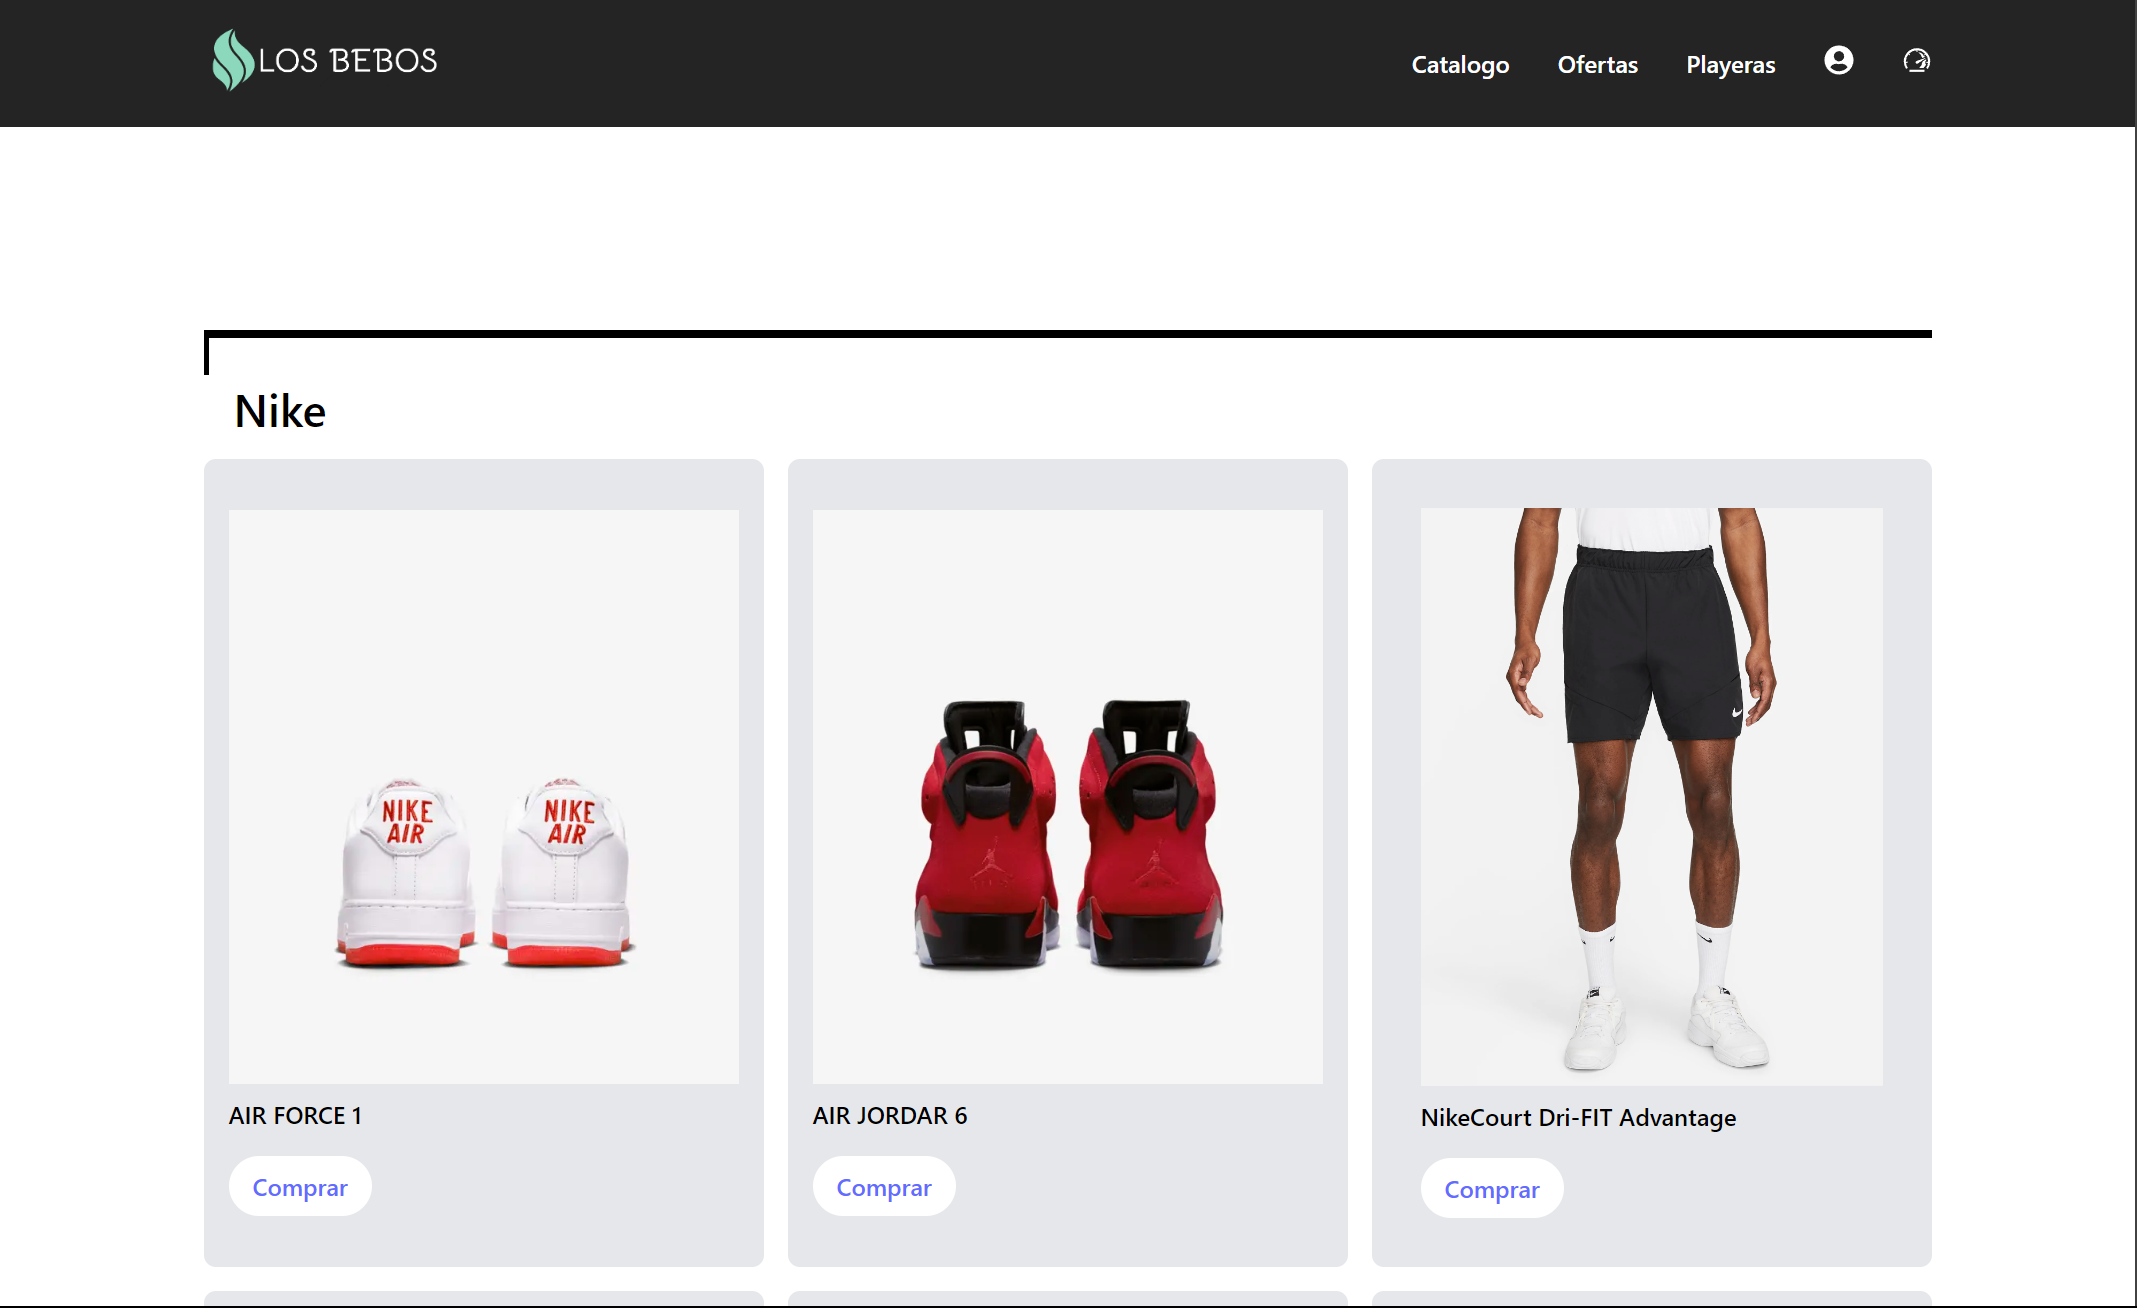 LOS BEBOS
Catalogo Ofertas Playeras
Nike
NIKE AIR
NIKE AIR
AIR FORCE 1
AIR JORDAR 6
NikeCourt Dri-FIT Advantage
Comprar
Comprar
Comprar